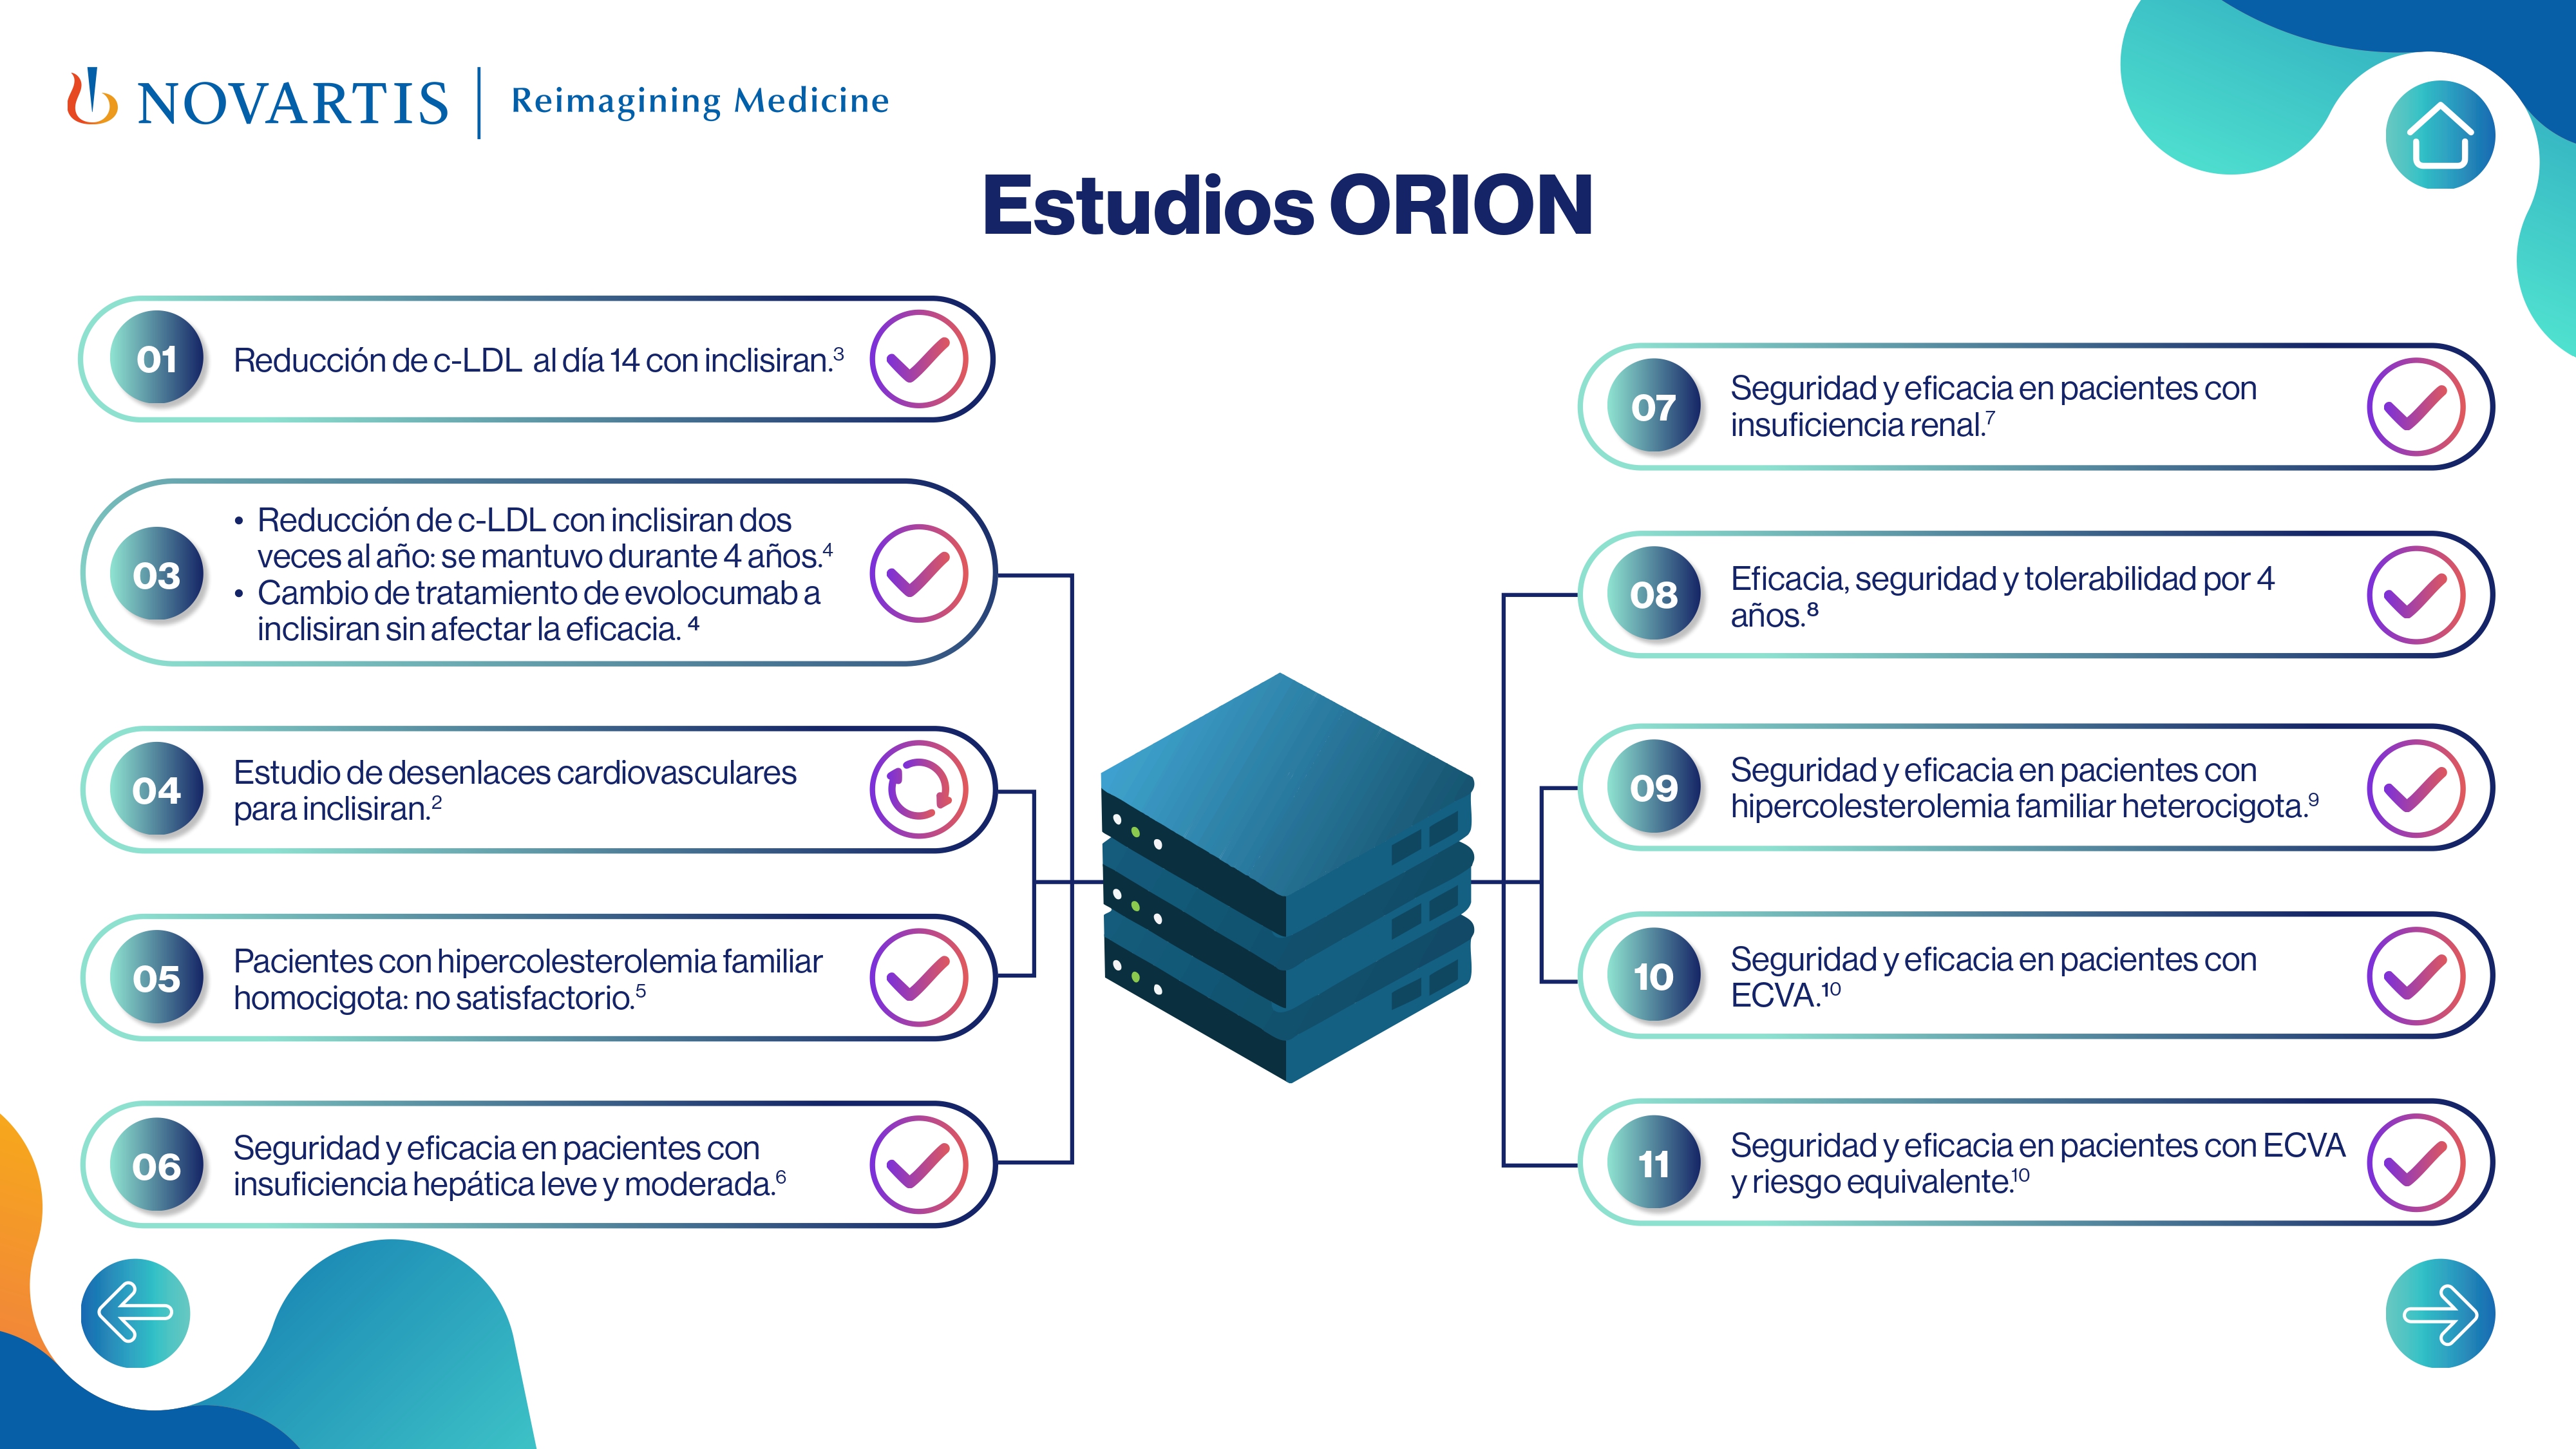 NOVARTIS | Reimagining Medicine
Estudios ORION
01
Reducción de c-LDL al día 14 con inclisiran.³
03
• Reducción de c-LDL con inclisiran dos
veces al año: se mantuvo durante 4 años.⁴
• Cambio de tratamiento de evolocumab a
inclisiran sin afectar la eficacia. ⁴
04
Estudio de desenlaces cardiovasculares
para inclisiran.²
05
Pacientes con hipercolesterolemia familiar
homocigota: no satisfactorio.⁵
06
Seguridad y eficacia en pacientes con
insuficiencia hepática leve y moderada.⁶
07
Seguridad y eficacia en pacientes con
insuficiencia renal.⁷
08
Eficacia, seguridad y tolerabilidad por 4
años.⁸
09
Seguridad y eficacia en pacientes con
hipercolesterolemia familiar heterocigota.⁹
10
Seguridad y eficacia en pacientes con
ECVA.¹⁰
11
Seguridad y eficacia en pacientes con ECVA
y riesgo equivalente.¹⁰